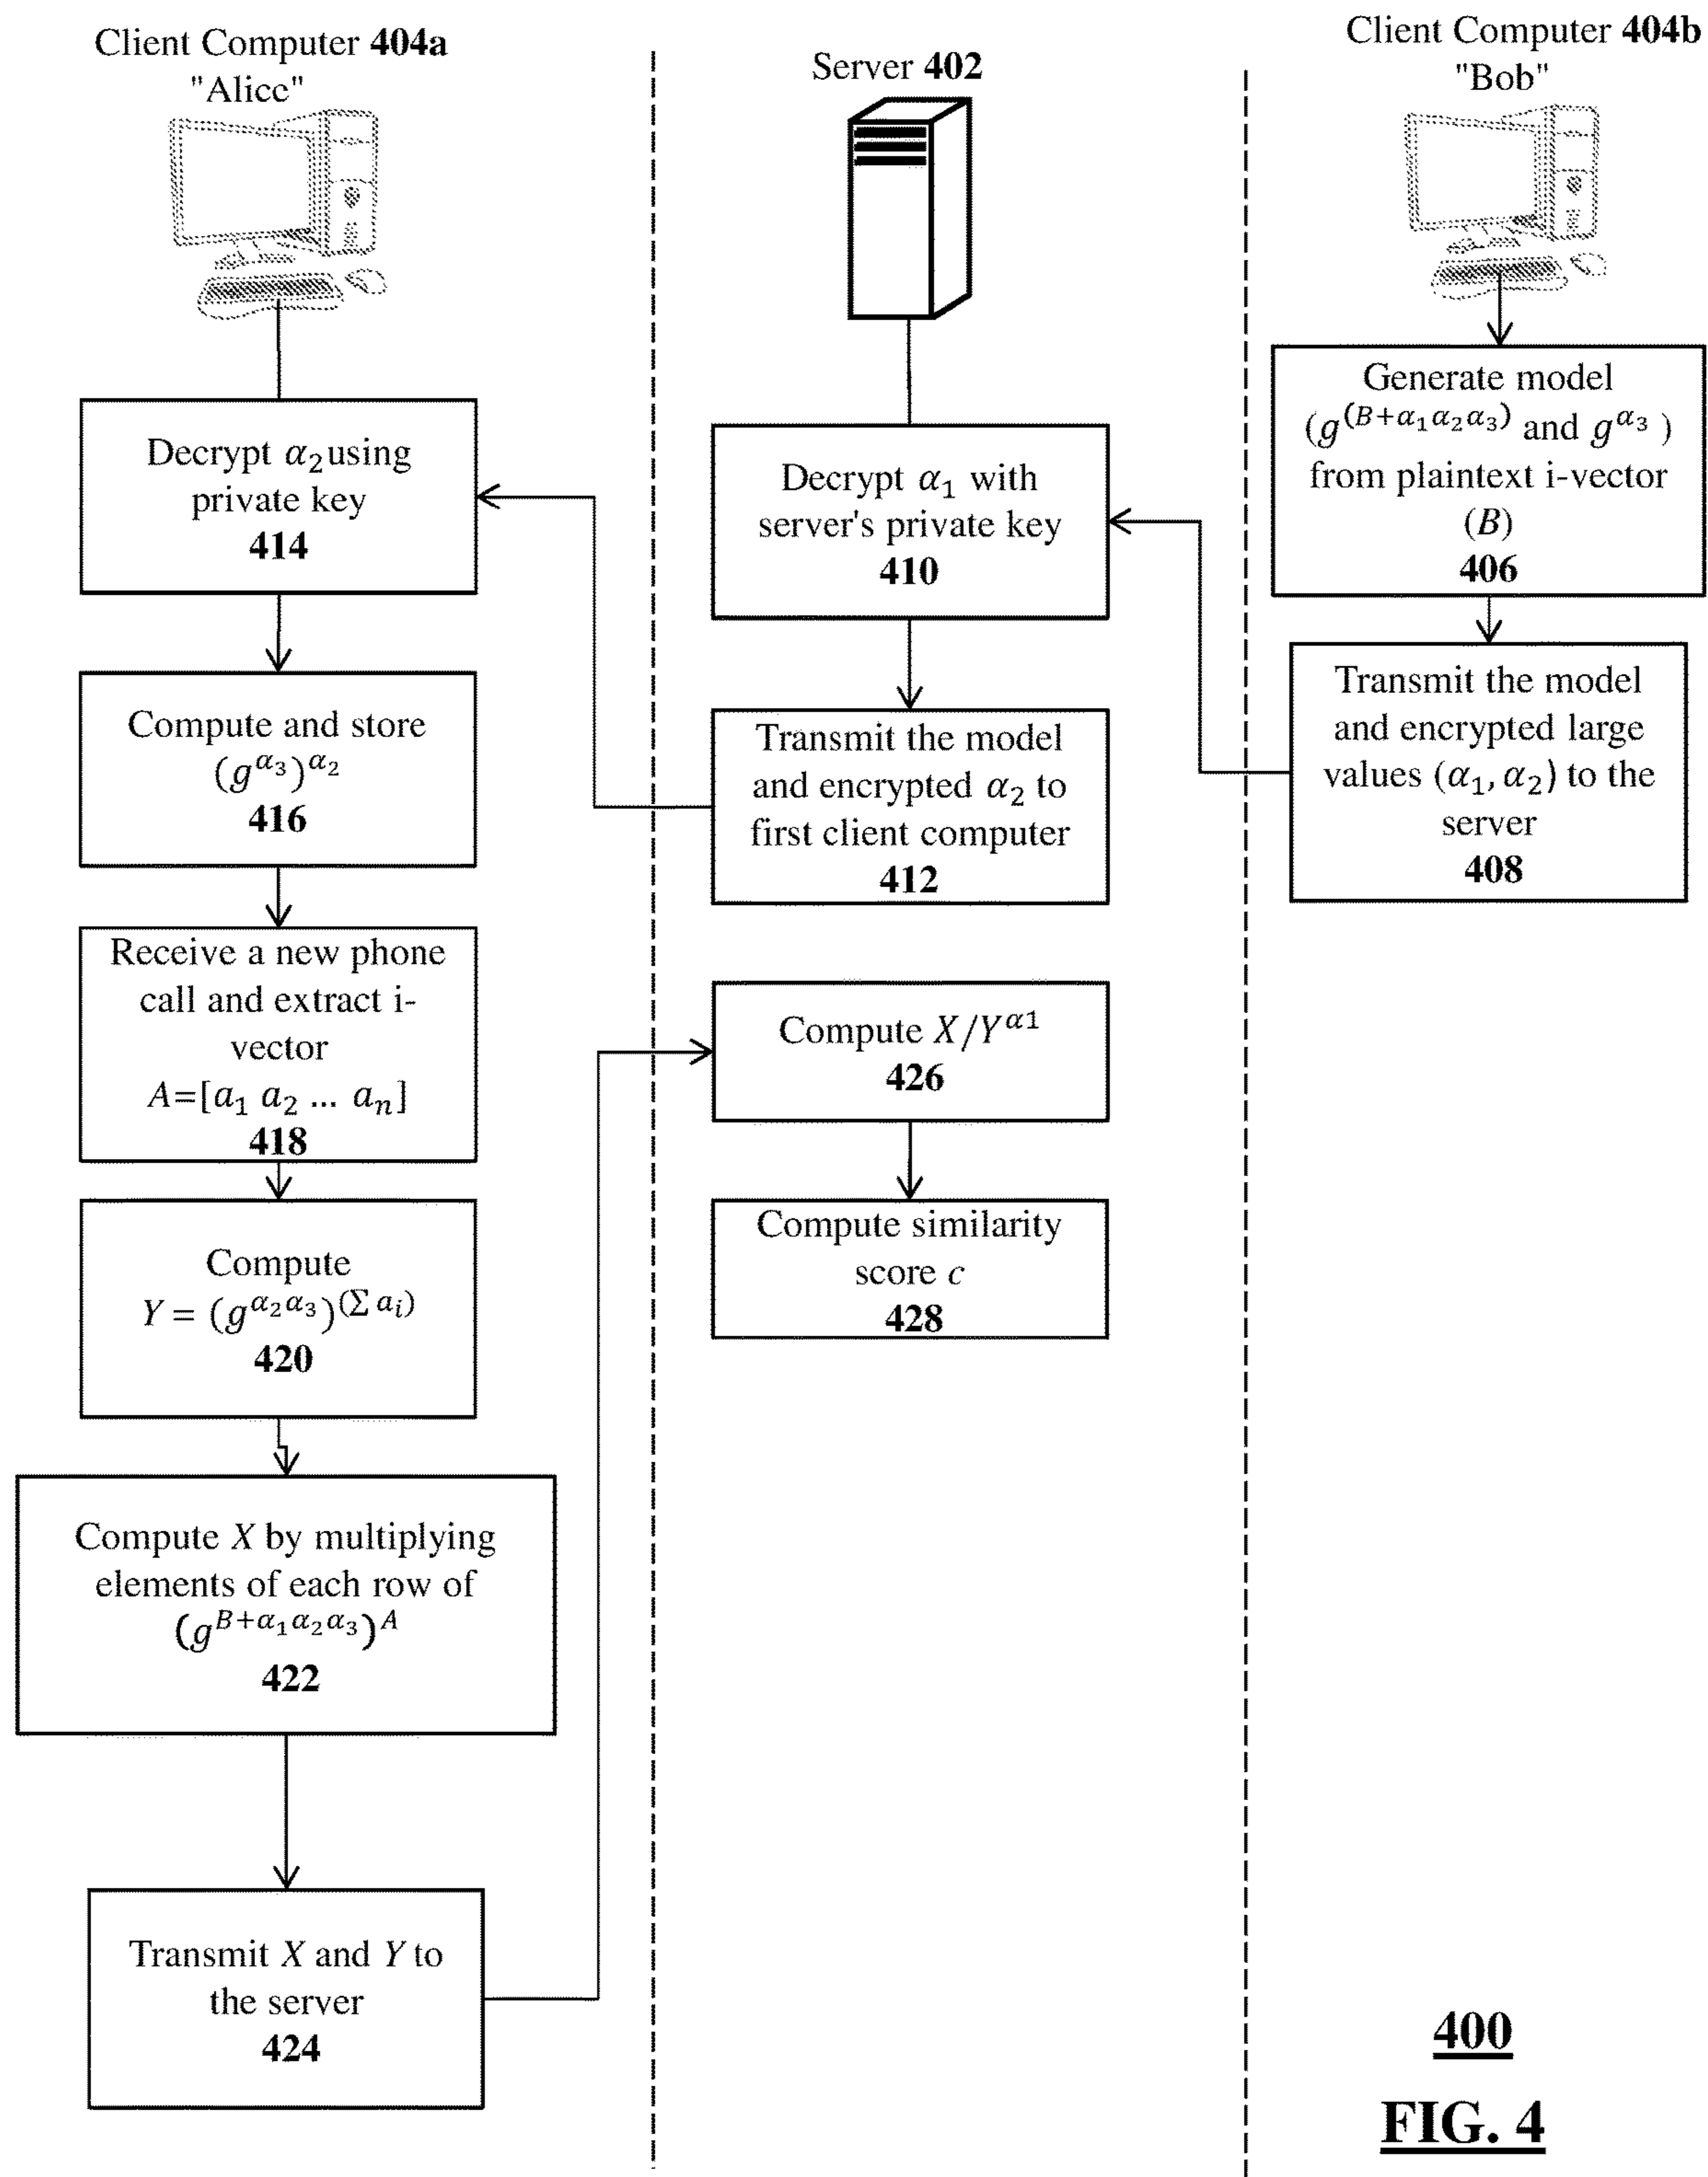 Client Computer 404a
"Alice"
Decrypt α₂ using
private key
414
Compute and store
(g^{α₃})^{α₂}
416
Receive a new phone
call and extract i-
vector
A=[a₁ a₂ … aₙ]
418
Compute
Y = (g^{α₂α₃})^{(∑ aᵢ)}
420
Compute X by multiplying
elements of each row of
(g^{B+α₁α₂α₃})^A
422
Transmit X and Y to
the server
424
Server 402
Decrypt α₁ with
server's private key
410
Transmit the model
and encrypted α₂ to
first client computer
412
Compute X/Y^{α1}
426
Compute similarity
score c
428
Client Computer 404b
"Bob"
Generate model
(g^{(B+α₁α₂α₃)} and g^{α₃} )
from plaintext i-vector
(B)
406
Transmit the model
and encrypted large
values (α₁, α₂) to the
server
408
400
FIG. 4